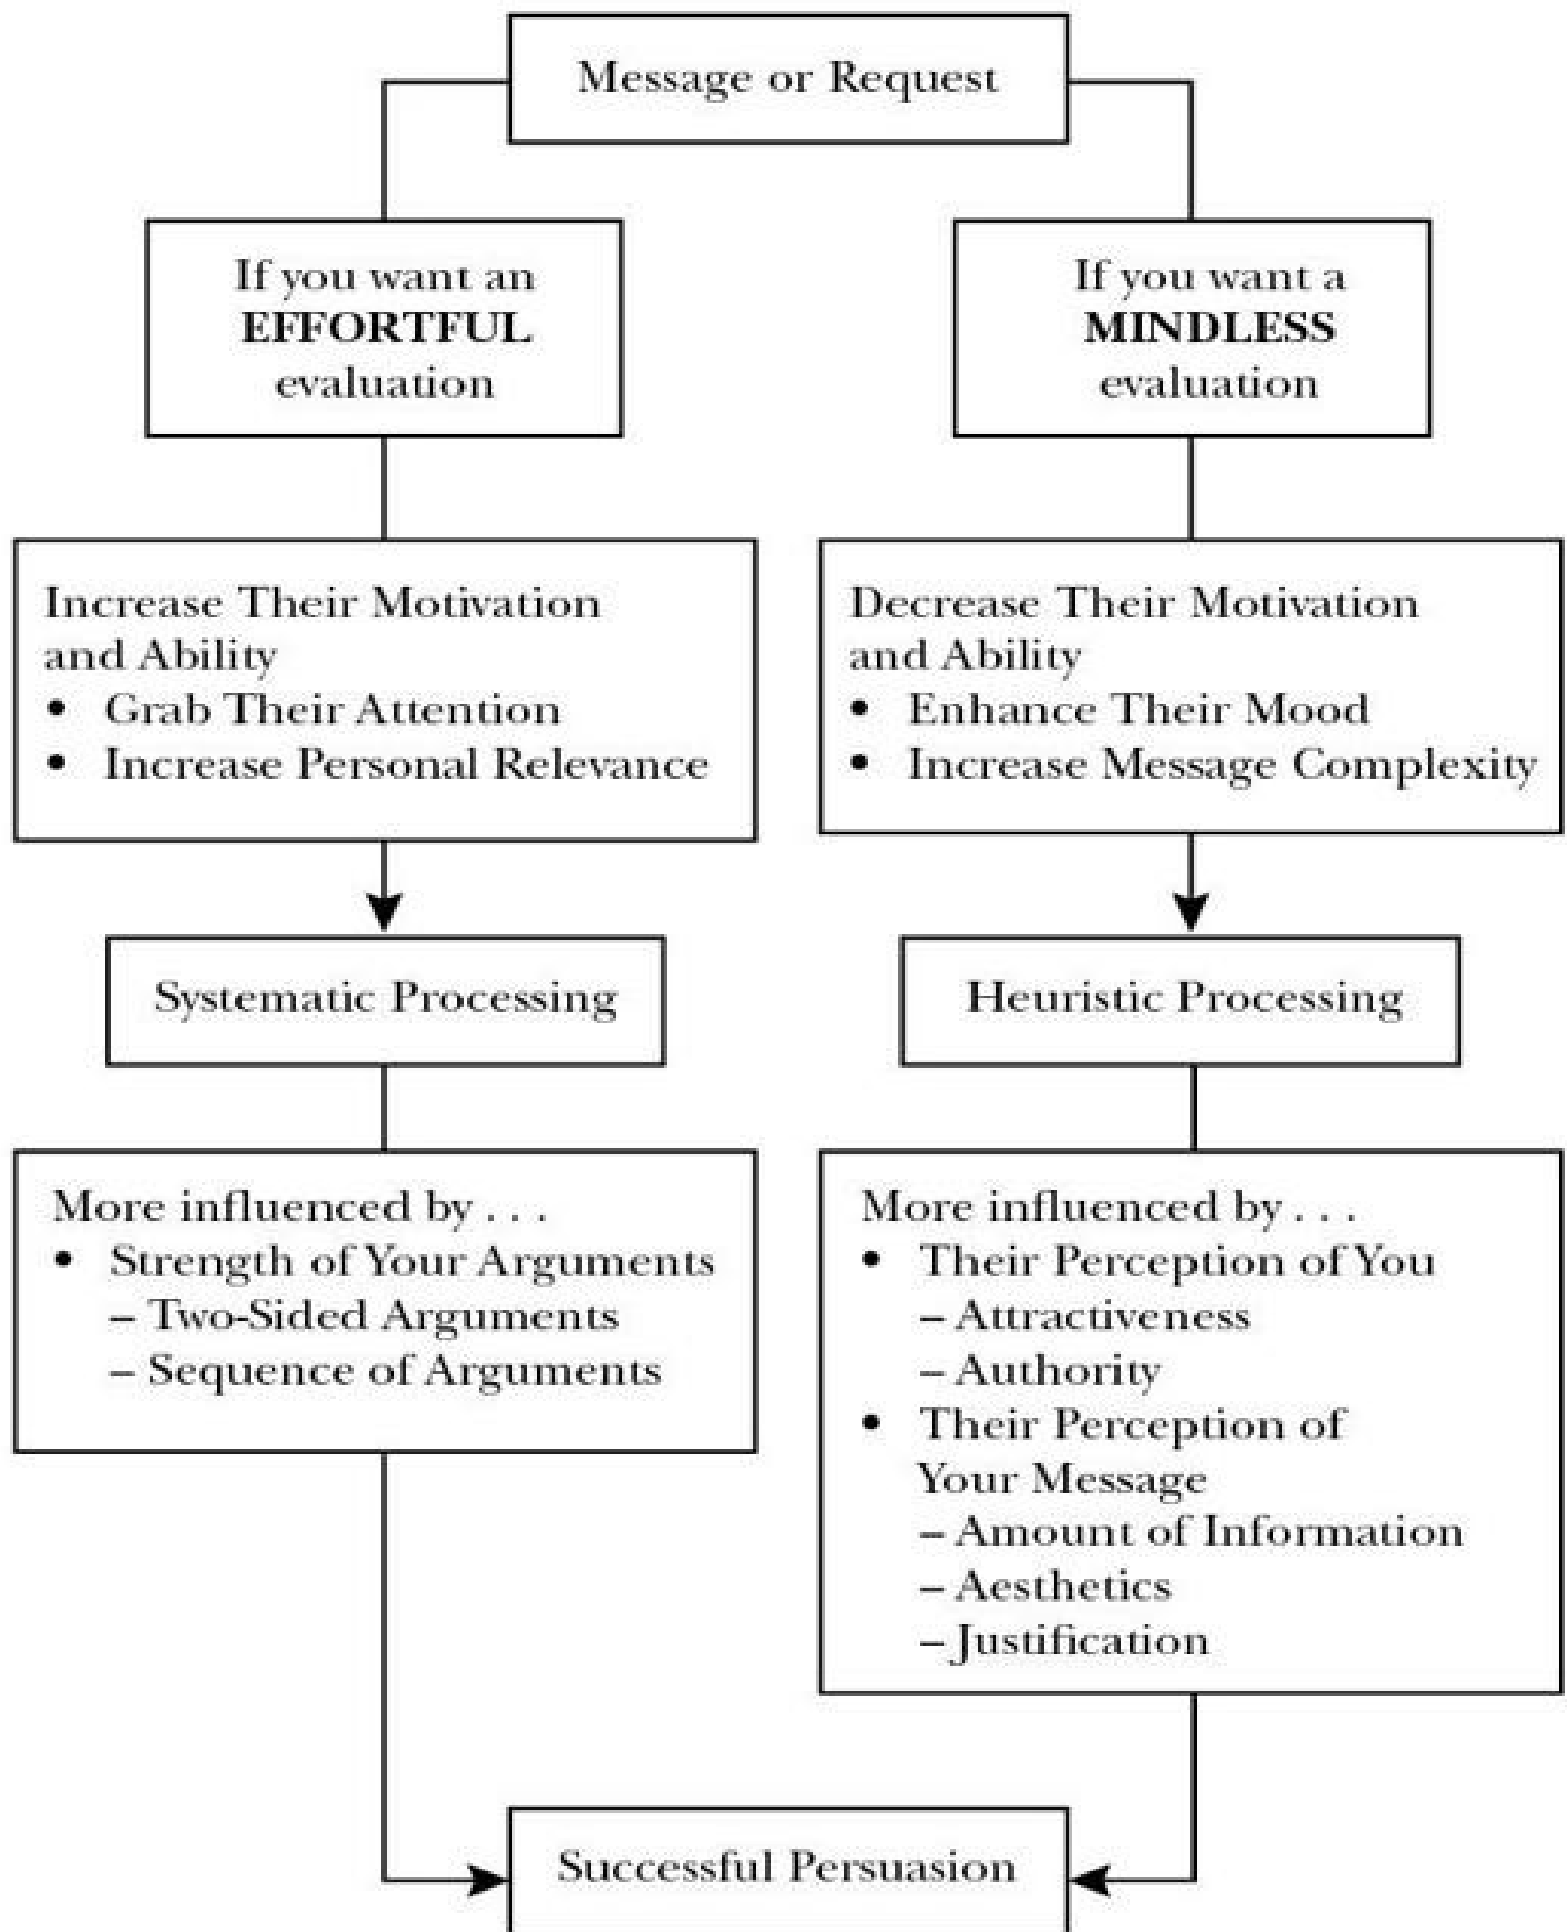 Message or Request
If you want an
EFFORTFUL
evaluation
If you want a
MINDLESS
evaluation
Increase Their Motivation
and Ability
• Grab Their Attention
• Increase Personal Relevance
Decrease Their Motivation
and Ability
• Enhance Their Mood
• Increase Message Complexity
Systematic Processing
Heuristic Processing
More influenced by . . .
• Strength of Your Arguments
– Two-Sided Arguments
– Sequence of Arguments
More influenced by . . .
• Their Perception of You
– Attractiveness
– Authority
• Their Perception of
Your Message
– Amount of Information
– Aesthetics
– Justification
Successful Persuasion